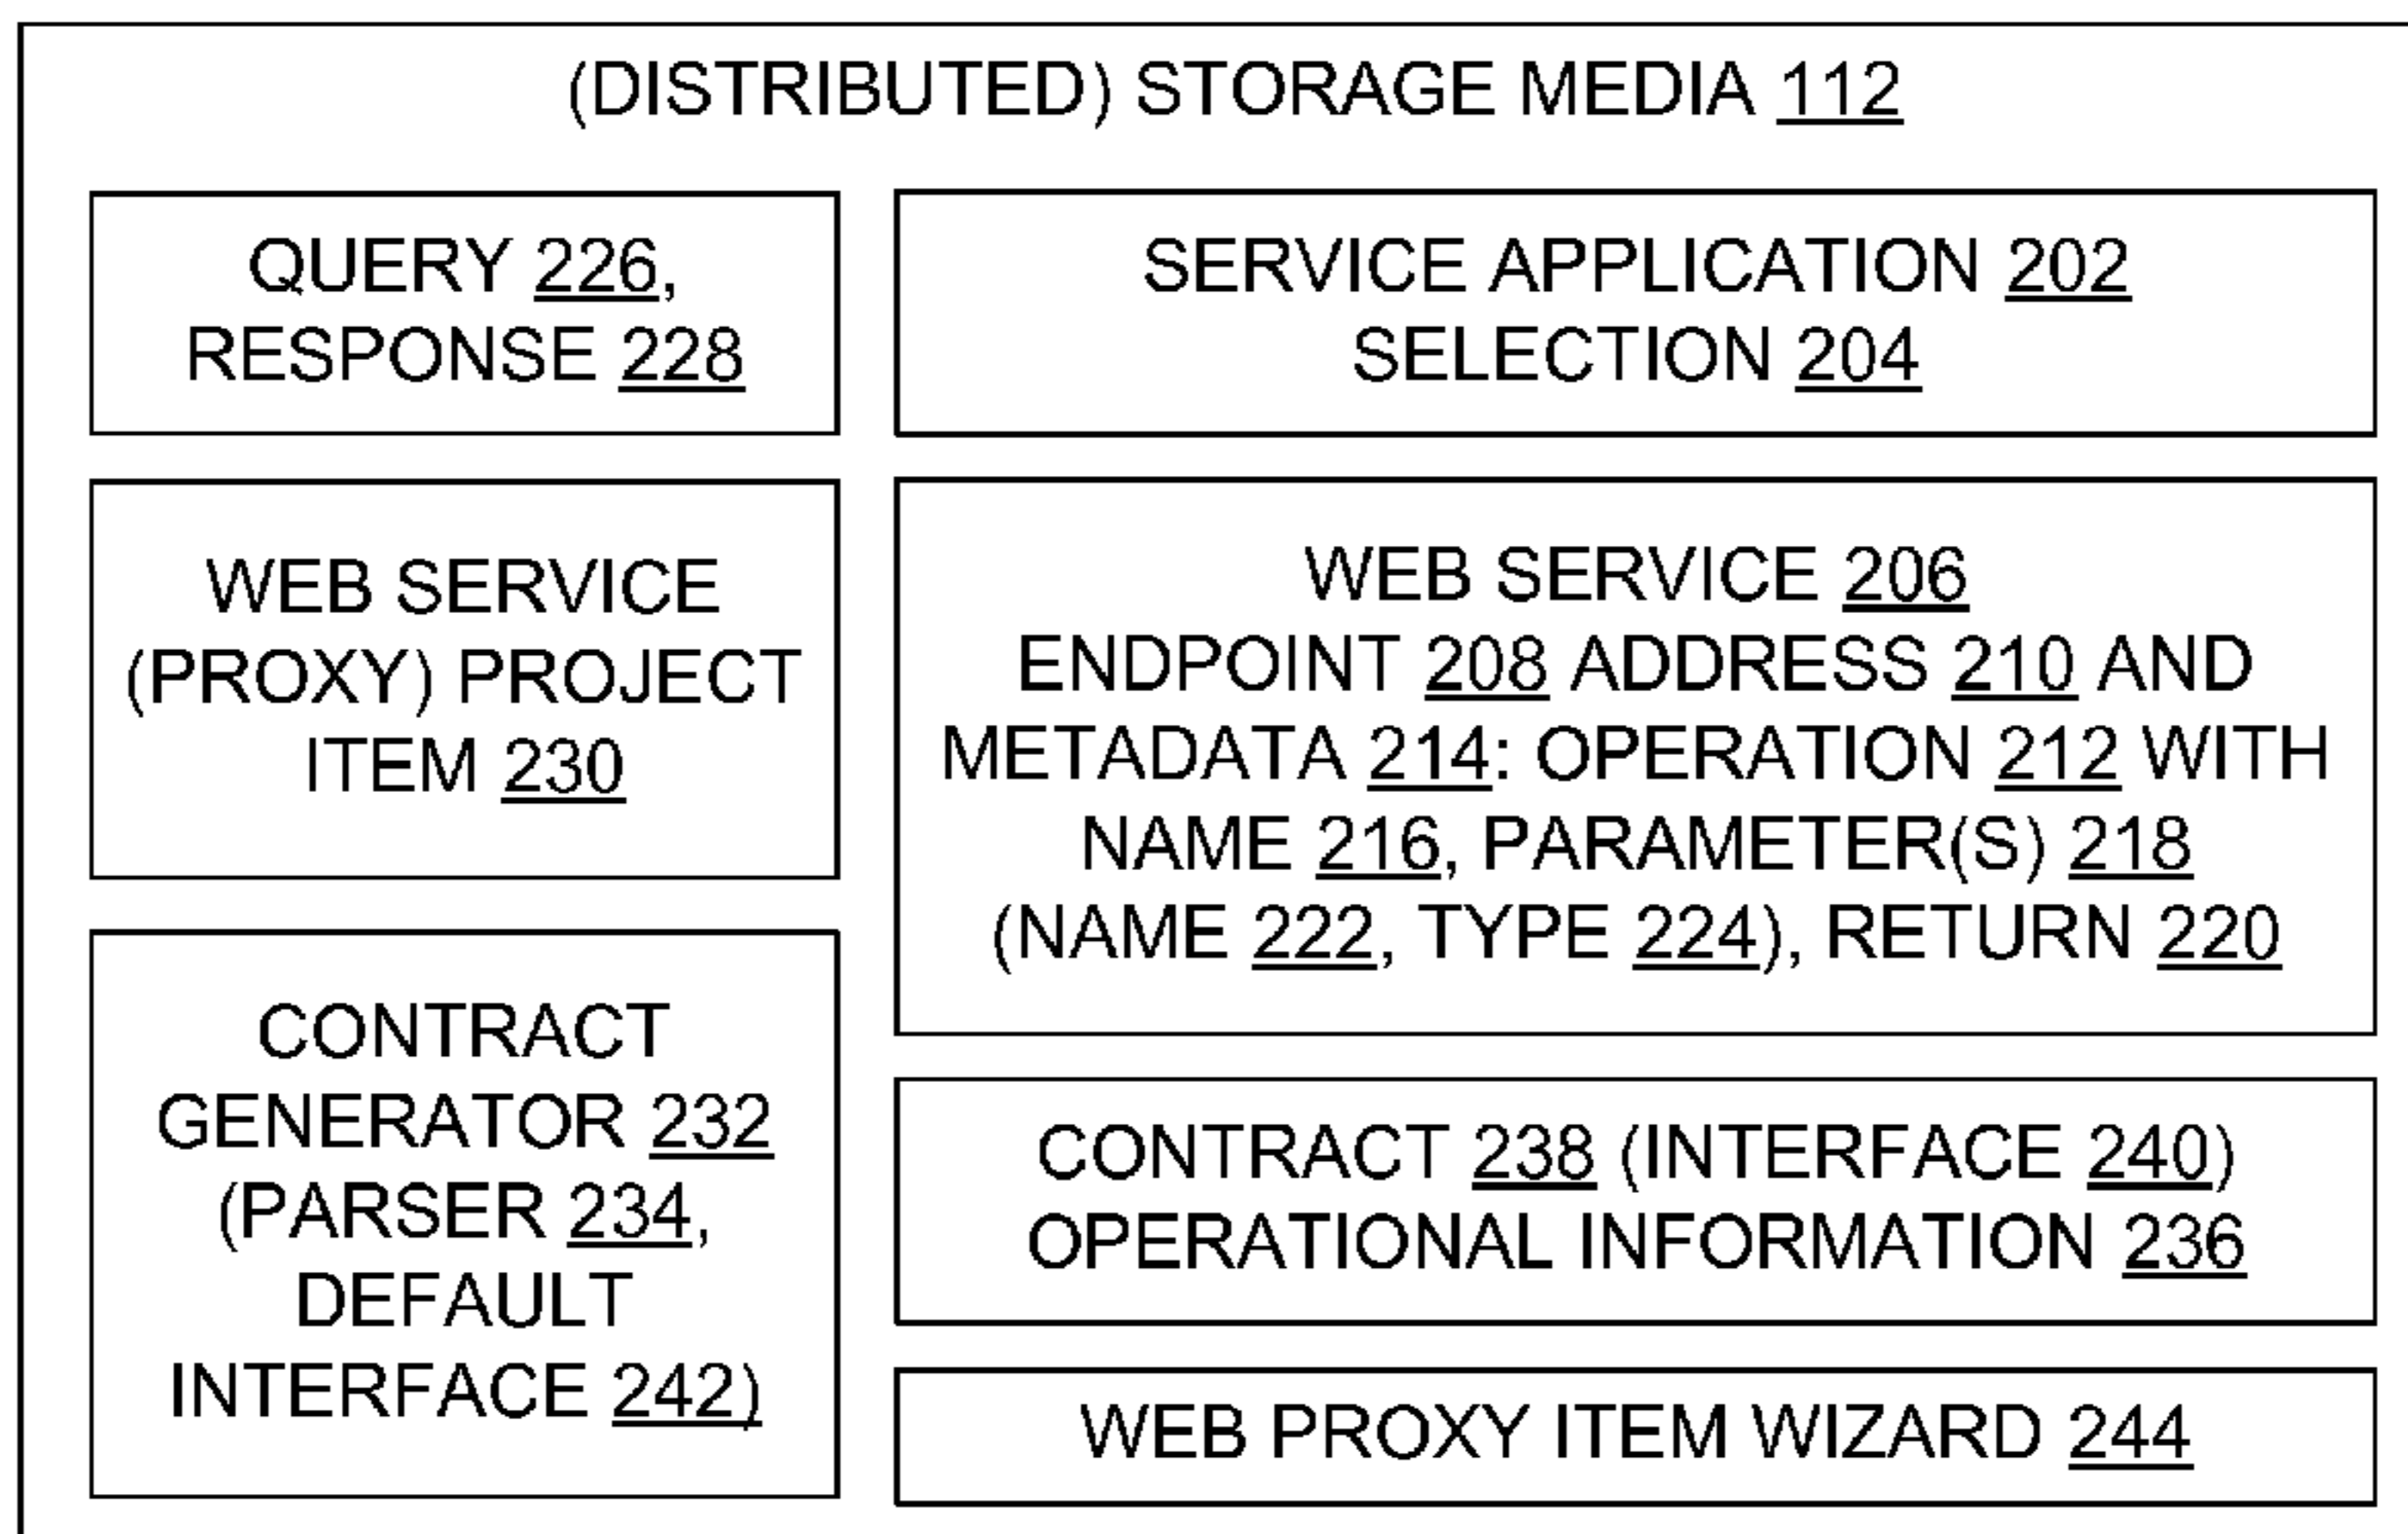 (DISTRIBUTED) STORAGE MEDIA 112
QUERY 226,
RESPONSE 228
SERVICE APPLICATION 202
SELECTION 204
WEB SERVICE
(PROXY) PROJECT
ITEM 230
WEB SERVICE 206
ENDPOINT 208 ADDRESS 210 AND
METADATA 214: OPERATION 212 WITH
NAME 216, PARAMETER(S) 218
(NAME 222, TYPE 224), RETURN 220
CONTRACT
GENERATOR 232
(PARSER 234,
DEFAULT
INTERFACE 242)
CONTRACT 238 (INTERFACE 240)
OPERATIONAL INFORMATION 236
WEB PROXY ITEM WIZARD 244